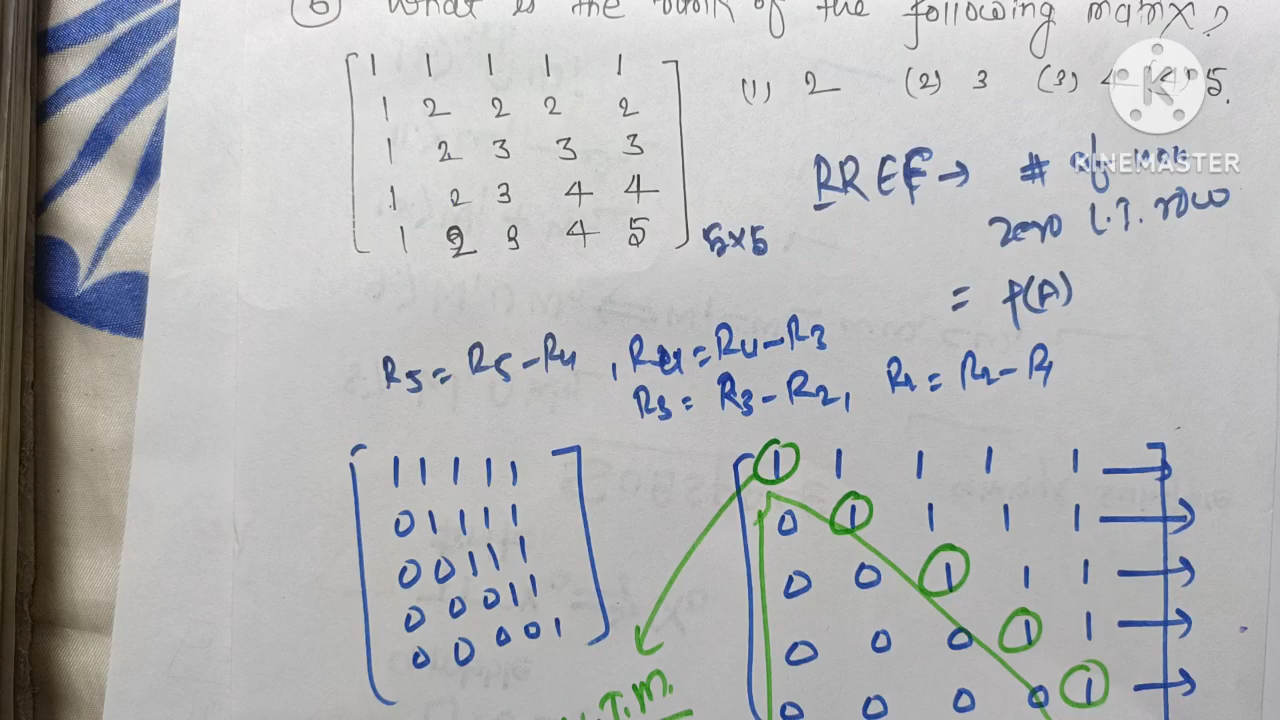 ⑥ What is the rank of the following matrix?
1 1 1 1 1
1 2 2 2 2
1 2 3 3 3
1 2 3 4 4
1 2 3 4 5
5×5
(1) 2 (2) 3 (3) 4 (4) 5.
RREF → # of non
zero L.I. row
= ρ(A)
KINEMASTER
R5 = R5 - R4, R4 = R4 - R3
R3 = R3 - R2, R2 = R2 - R1
1 1 1 1 1
0 1 1 1 1
0 0 1 1 1
0 0 0 1 1
0 0 0 0 1
1 1 1 1 1 →
0 1 1 1 1 →
0 0 1 1 1 →
0 0 0 1 1 →
0 0 0 0 1 →
U.T.M.